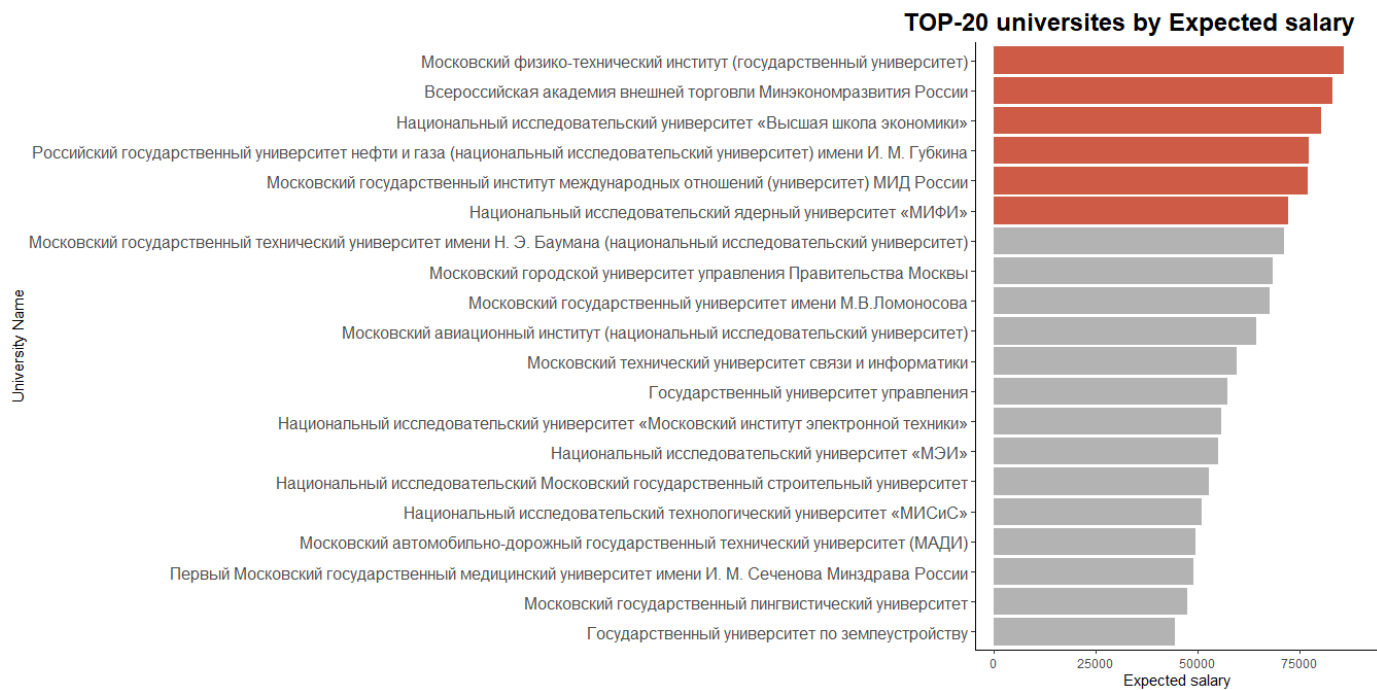 TOP-20 universites by Expected salary
University Name
Московский физико-технический институт (государственный университет)
Всероссийская академия внешней торговли Минэкономразвития России
Национальный исследовательский университет «Высшая школа экономики»
Российский государственный университет нефти и газа (национальный исследовательский университет) имени И. М. Губкина
Московский государственный институт международных отношений (университет) МИД России
Национальный исследовательский ядерный университет «МИФИ»
Московский государственный технический университет имени Н. Э. Баумана (национальный исследовательский университет)
Московский городской университет управления Правительства Москвы
Московский государственный университет имени М.В.Ломоносова
Московский авиационный институт (национальный исследовательский университет)
Московский технический университет связи и информатики
Государственный университет управления
Национальный исследовательский университет «Московский институт электронной техники»
Национальный исследовательский университет «МЭИ»
Национальный исследовательский Московский государственный строительный университет
Национальный исследовательский технологический университет «МИСиС»
Московский автомобильно-дорожный государственный технический университет (МАДИ)
Первый Московский государственный медицинский университет имени И. М. Сеченова Минздрава России
Московский государственный лингвистический университет
Государственный университет по землеустройству
0 25000 50000 75000
Expected salary